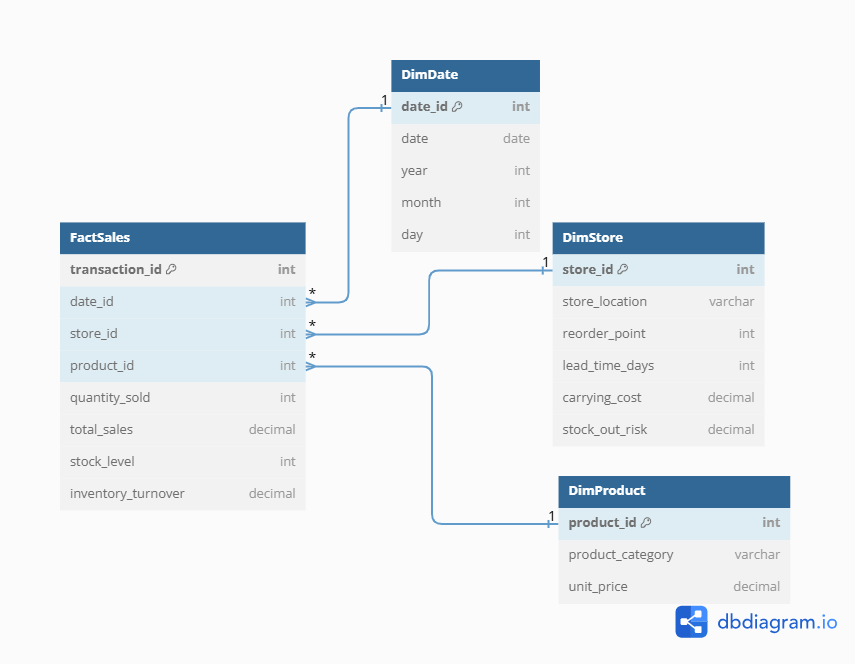 DimDate
1
date_id int
date date
year int
month int
day int
FactSales
transaction_id int
* date_id int
* store_id int
* product_id int
quantity_sold int
total_sales decimal
stock_level int
inventory_turnover decimal
DimStore
1
store_id int
store_location varchar
reorder_point int
lead_time_days int
carrying_cost decimal
stock_out_risk decimal
DimProduct
1
product_id int
product_category varchar
unit_price decimal
dbdiagram.io